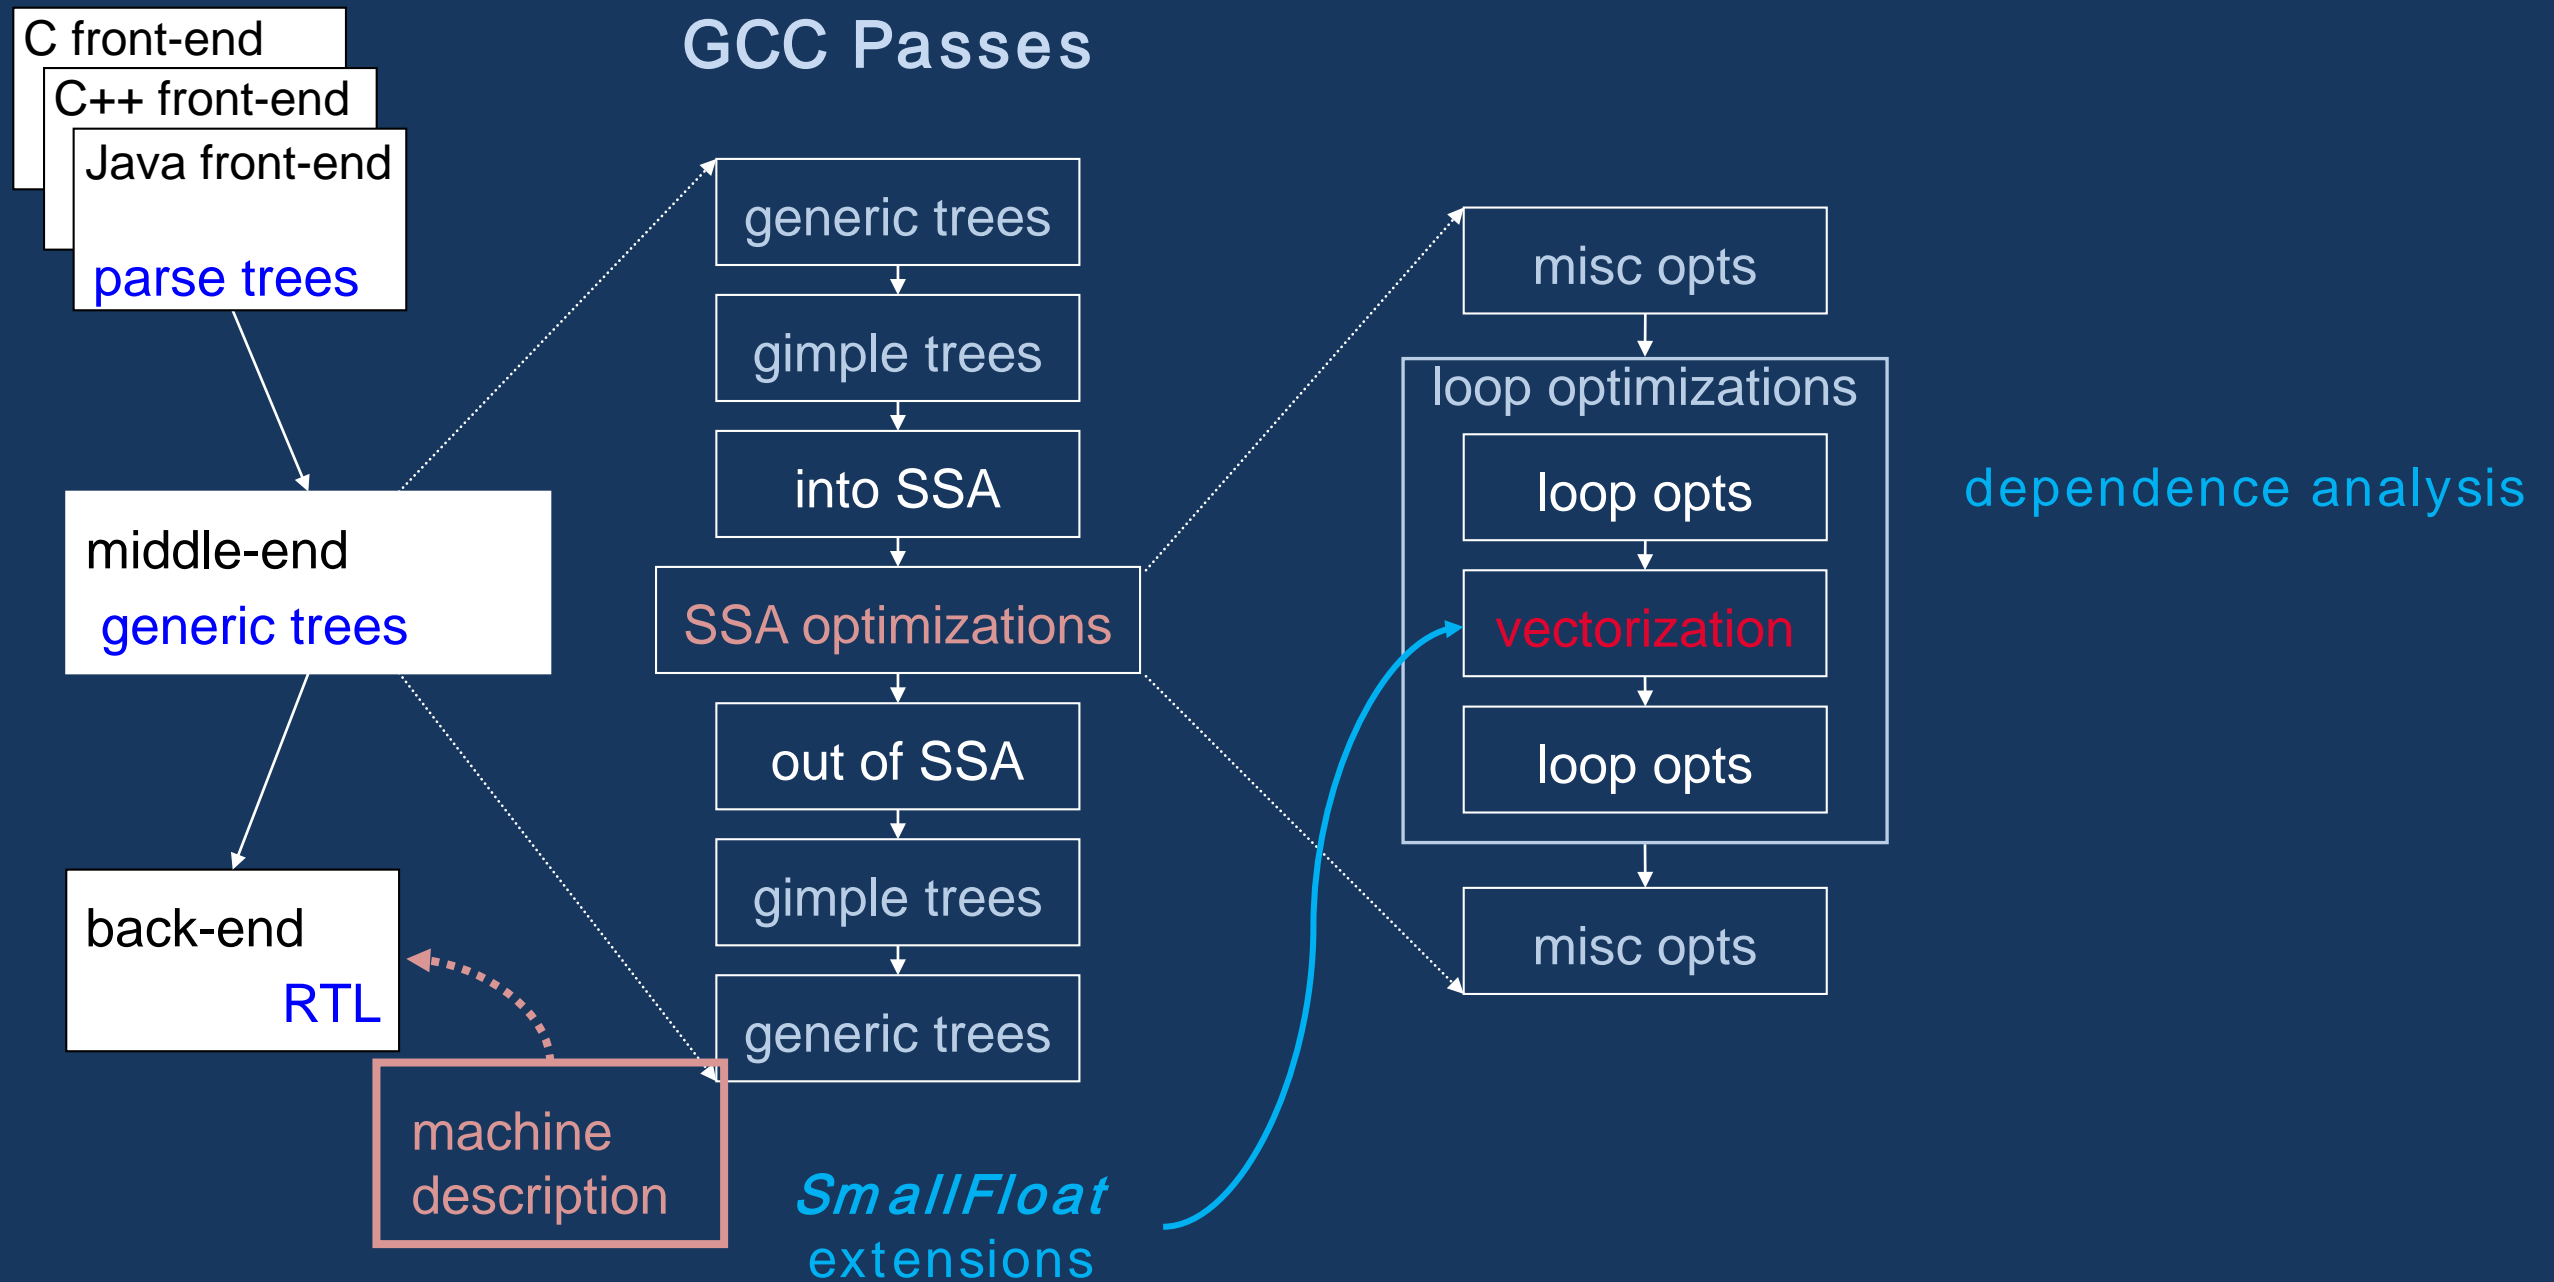 GCC Passes
C front-end
C++ front-end
Java front-end
parse trees
middle-end
generic trees
back-end
RTL
machine
description
generic trees
gimple trees
into SSA
SSA optimizations
out of SSA
gimple trees
generic trees
SmallFloat
extensions
misc opts
loop optimizations
loop opts
vectorization
loop opts
misc opts
dependence analysis